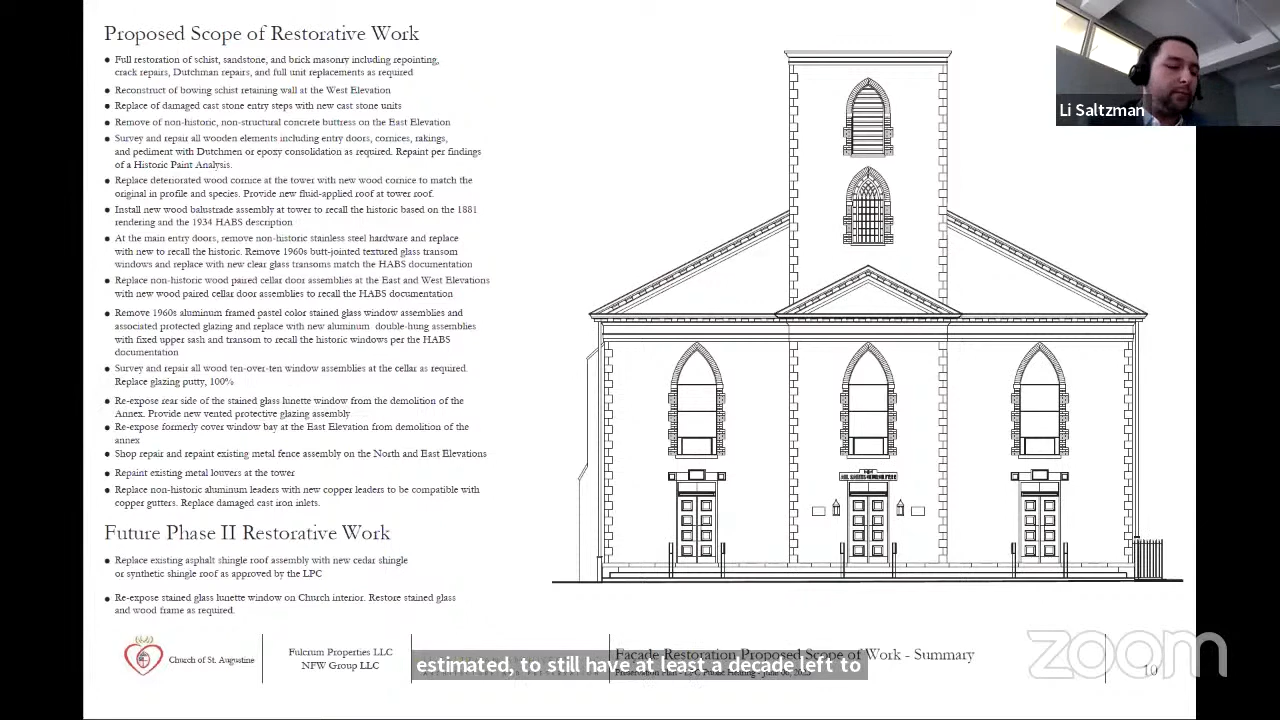 Proposed Scope of Restorative Work
• Full restoration of schist, sandstone, and brick masonry including repointing,
crack repairs, Dutchman repairs, and full unit replacements as required
• Reconstruct of bowing schist retaining wall at the West Elevation
• Replace of damaged cast stone entry steps with new cast stone units
• Remove of non-historic, non-structural concrete buttress on the East Elevation
• Survey and repair all wooden elements including entry doors, cornices, rakings,
and pediment with Dutchmen or epoxy consolidation as required. Repaint per findings
of a Historic Paint Analysis.
• Replace deteriorated wood cornice at the tower with new wood cornice to match the
original in profile and species. Provide new fluid-applied roof at tower roof.
• Install new wood balustrade assembly at tower to recall the historic based on the 1881
rendering and the 1934 HABS description
• At the main entry doors, remove non-historic stainless steel hardware and replace
with new to recall the historic. Remove 1960s butt-jointed textured glass transom
windows and replace with new clear glass transoms match the HABS documentation
• Replace non-historic wood paired cellar door assemblies at the East and West Elevations
with new wood paired cellar door assemblies to recall the HABS documentation
• Remove 1960s aluminum framed pastel color stained glass window assemblies and
associated protected glazing and replace with new aluminum double-hung assemblies
with fixed upper sash and transom to recall the historic windows per the HABS
documentation
• Survey and repair all wood ten-over-ten window assemblies at the cellar as required.
Replace glazing putty, 100%
• Re-expose rear side of the stained glass lunette window from the demolition of the
Annex. Provide new vented protective glazing assembly
• Re-expose formerly cover window bay at the East Elevation from demolition of the
annex
• Shop repair and repaint existing metal fence assembly on the North and East Elevations
• Repaint existing metal louvers at the tower
• Replace non-historic aluminum leaders with new copper leaders to be compatible with
copper gutters. Replace damaged cast iron inlets.
Future Phase II Restorative Work
• Replace existing asphalt shingle roof assembly with new cedar shingle
or synthetic shingle roof as approved by the LPC
• Re-expose stained glass lunette window on Church interior. Restore stained glass
and wood frame as required.
Li Saltzman
Church of St. Augustine
Fulcrum Properties LLC
NFW Group LLC
estimated, to still have at least a decade left to
Façade Restoration Proposed Scope of Work - Summary
10
zoom